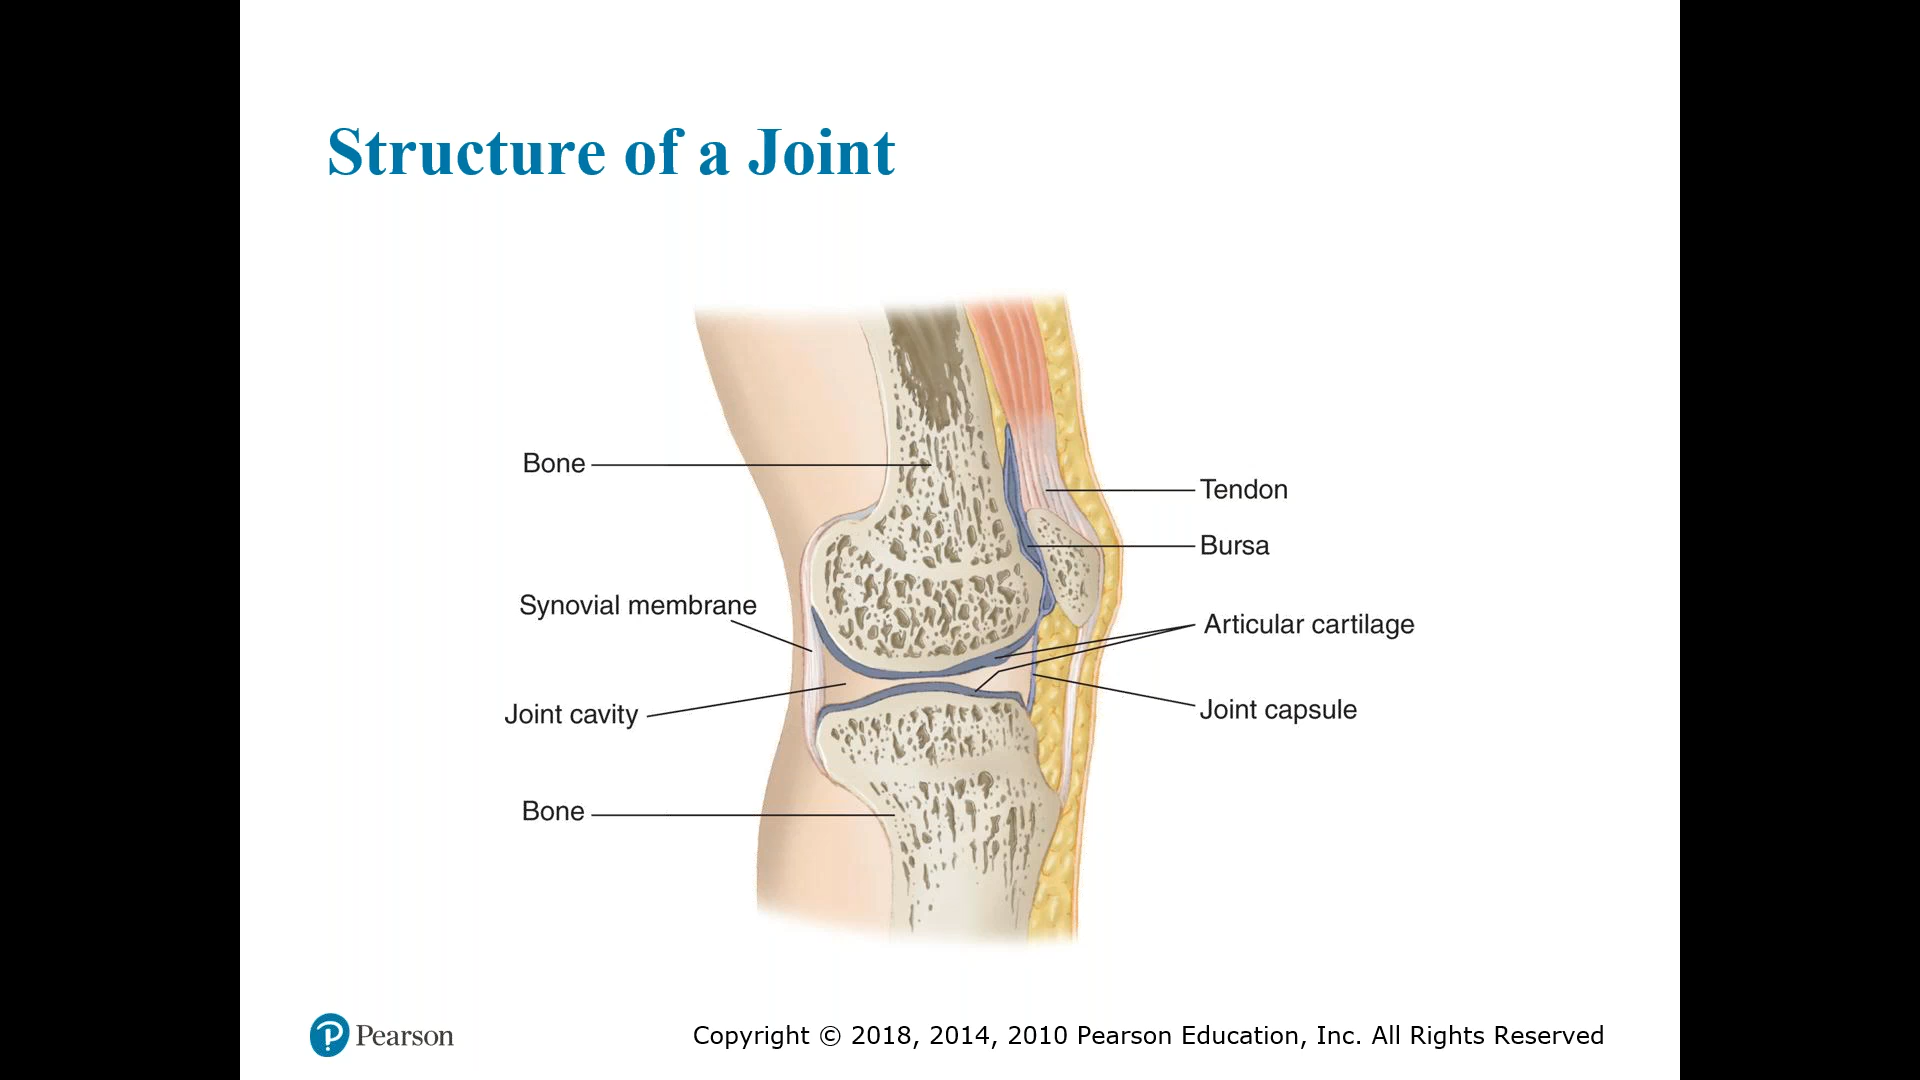 Structure of a Joint
Bone
Synovial membrane
Joint cavity
Bone
Tendon
Bursa
Articular cartilage
Joint capsule
Pearson
Copyright © 2018, 2014, 2010 Pearson Education, Inc. All Rights Reserved